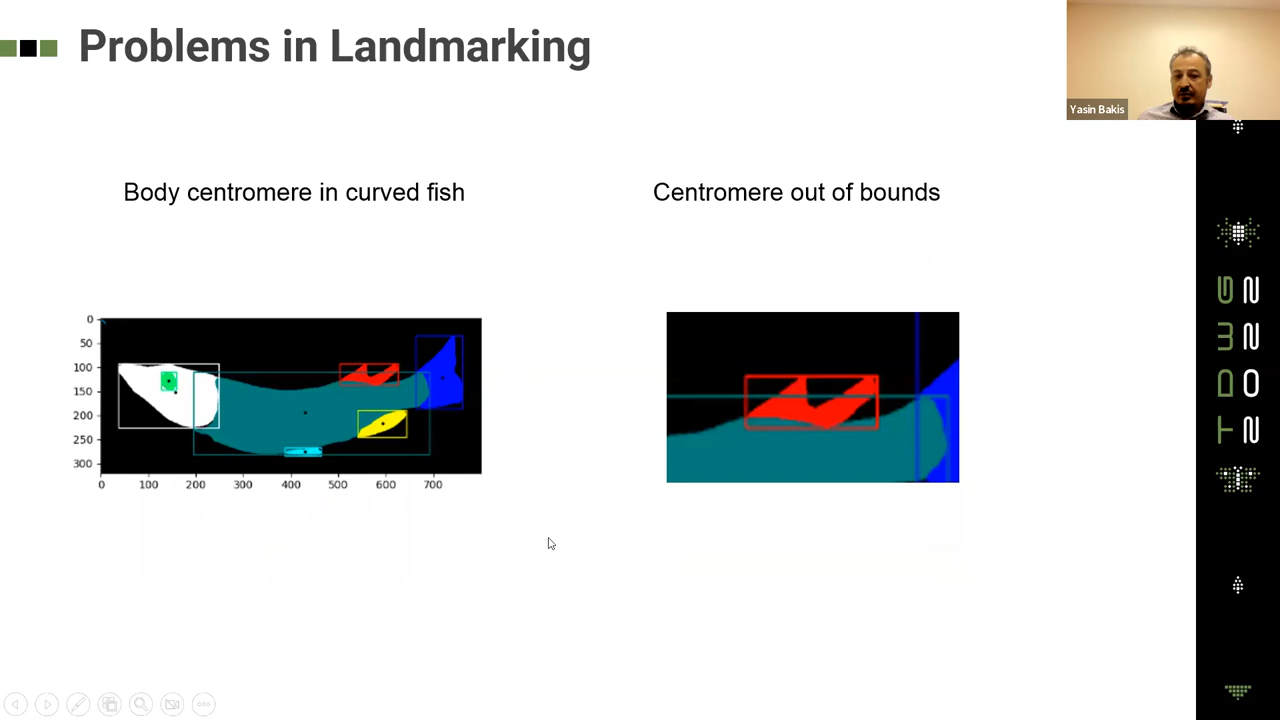 Problems in Landmarking
Yasin Bakis
Body centromere in curved fish
Centromere out of bounds
0
50
100
150
200
250
300
0 100 200 300 400 500 600 700